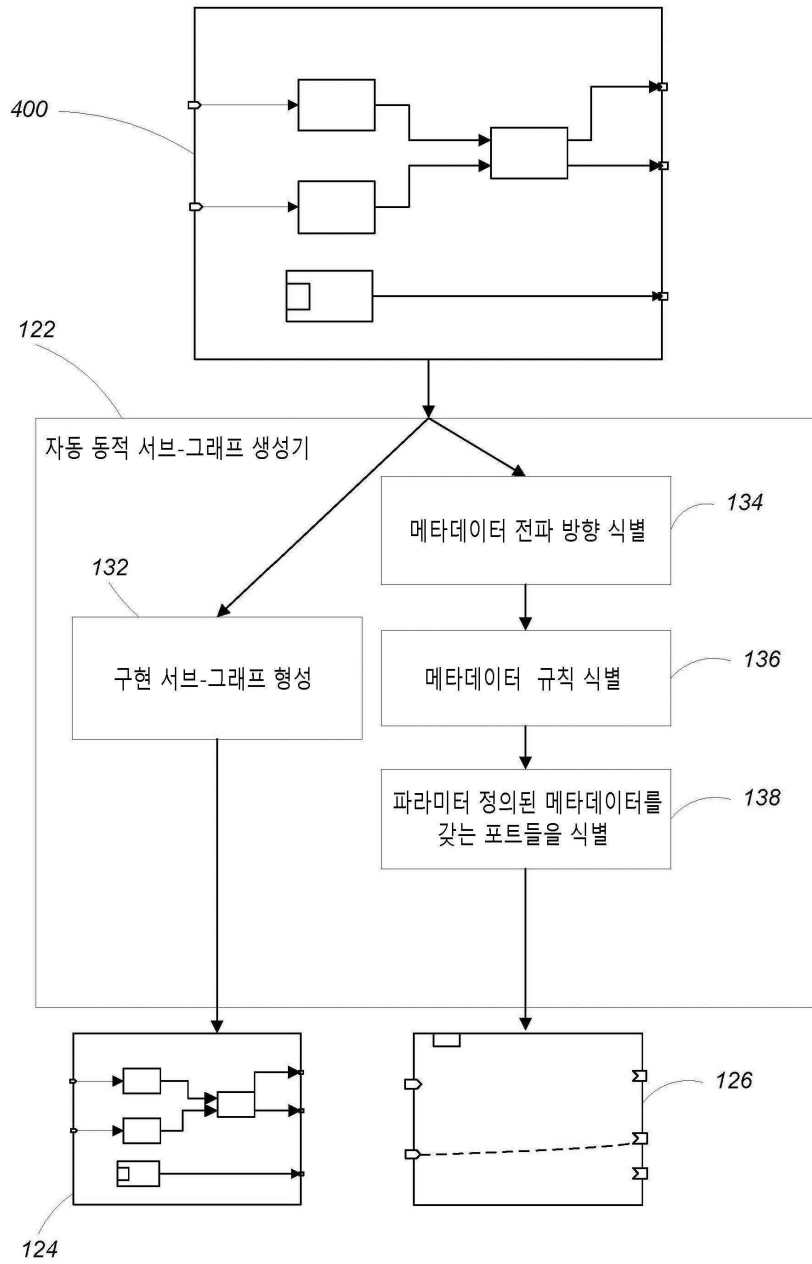 400
122
자동 동적 서브-그래프 생성기
메타데이터 전파 방향 식별
134
132
구현 서브-그래프 형성
메타데이터 규칙 식별
136
파라미터 정의된 메타데이터를
갖는 포트들을 식별
138
126
124